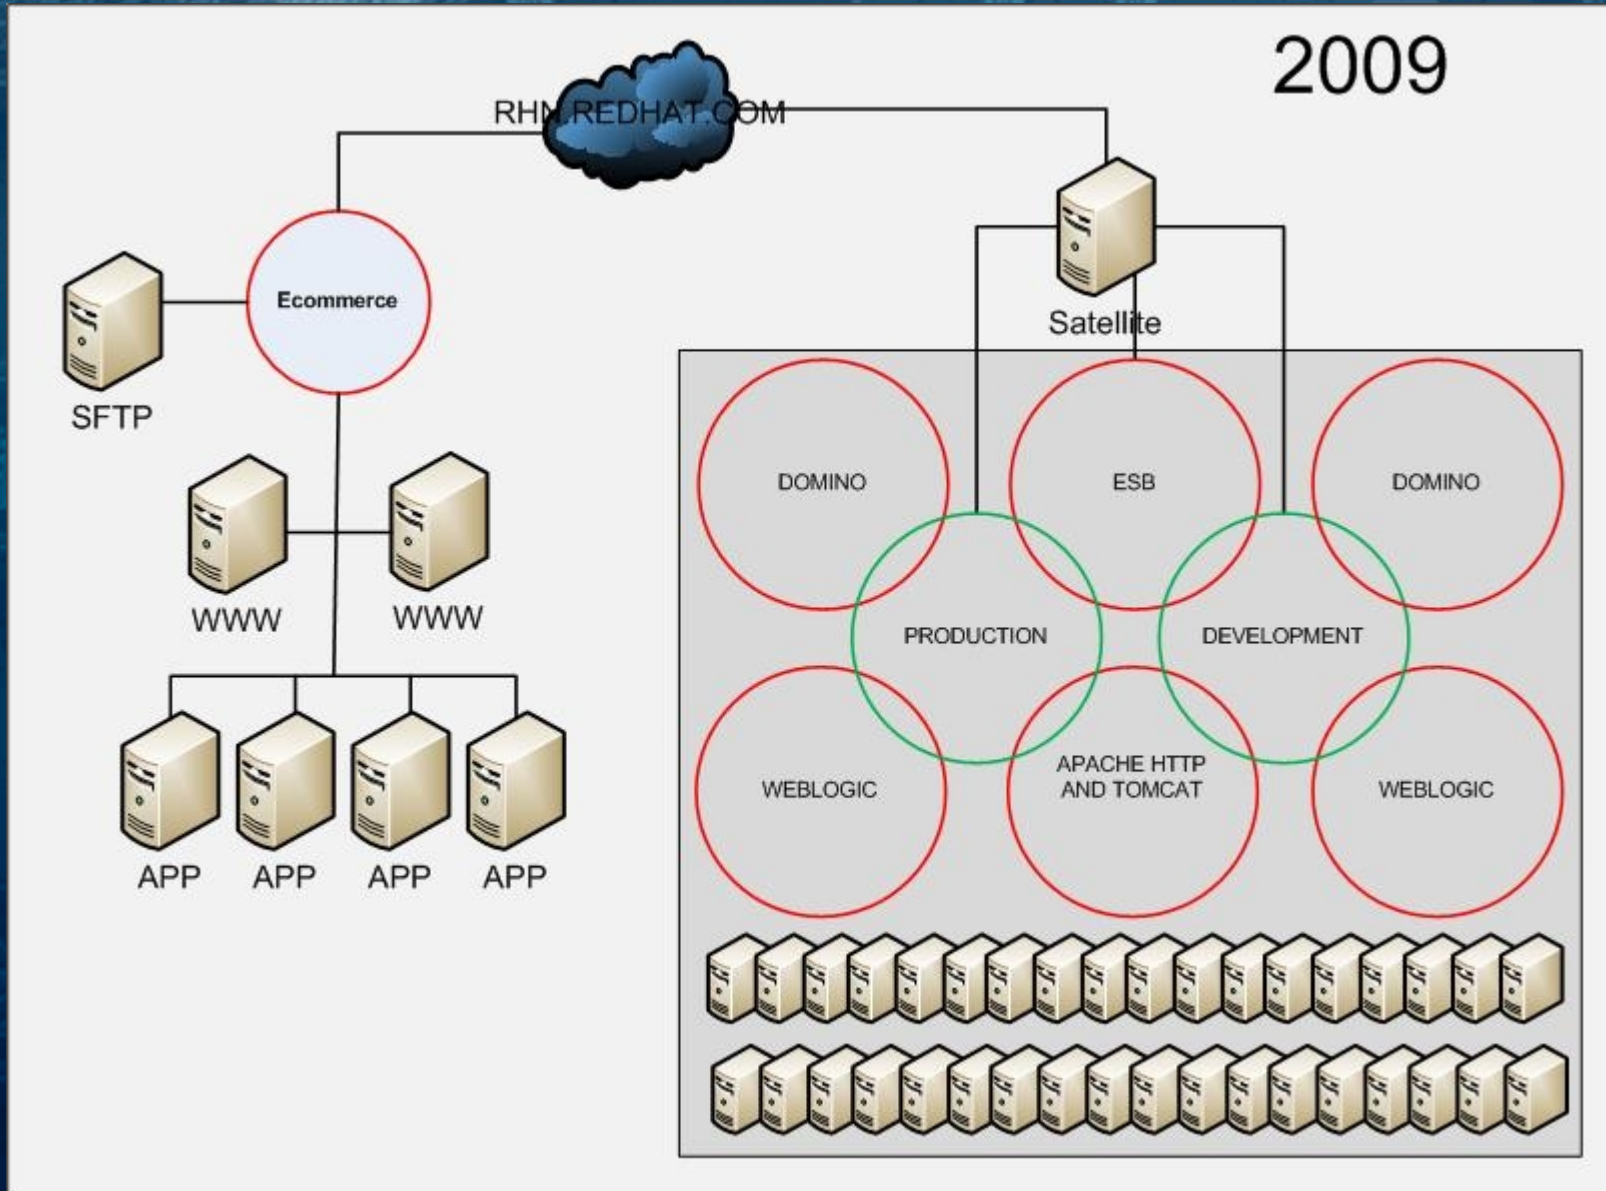 2009
RHN.REDHAT.COM
Ecommerce
Satellite
SFTP
DOMINO
ESB
DOMINO
WWW
WWW
PRODUCTION
DEVELOPMENT
WEBLOGIC
APACHE HTTP
AND TOMCAT
WEBLOGIC
APP
APP
APP
APP